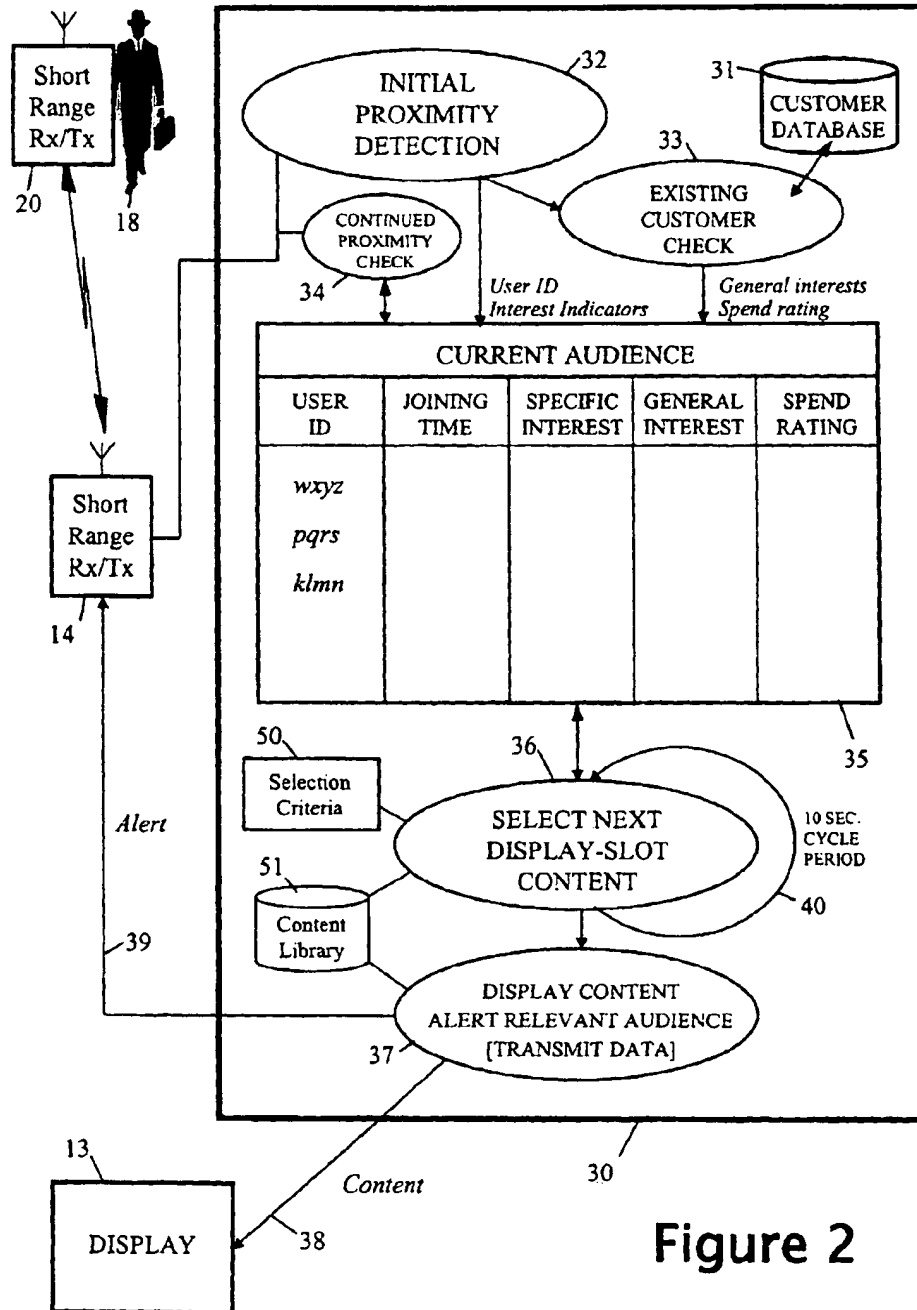 Short
Range
Rx/Tx
20
18
32
INITIAL
PROXIMITY
DETECTION
31
CUSTOMER
DATABASE
33
EXISTING
CUSTOMER
CHECK
CONTINUED
PROXIMITY
CHECK
34
User ID
Interest Indicators
General interests
Spend rating
CURRENT AUDIENCE
USER
ID
JOINING
TIME
SPECIFIC
INTEREST
GENERAL
INTEREST
SPEND
RATING
wxyz
pqrs
klmn
Short
Range
Rx/Tx
14
35
50
Selection
Criteria
36
SELECT NEXT
DISPLAY-SLOT
CONTENT
10 SEC.
CYCLE
PERIOD
40
Alert
51
Content
Library
39
DISPLAY CONTENT
ALERT RELEVANT AUDIENCE
[TRANSMIT DATA]
37
30
13
DISPLAY
Content
38
Figure 2